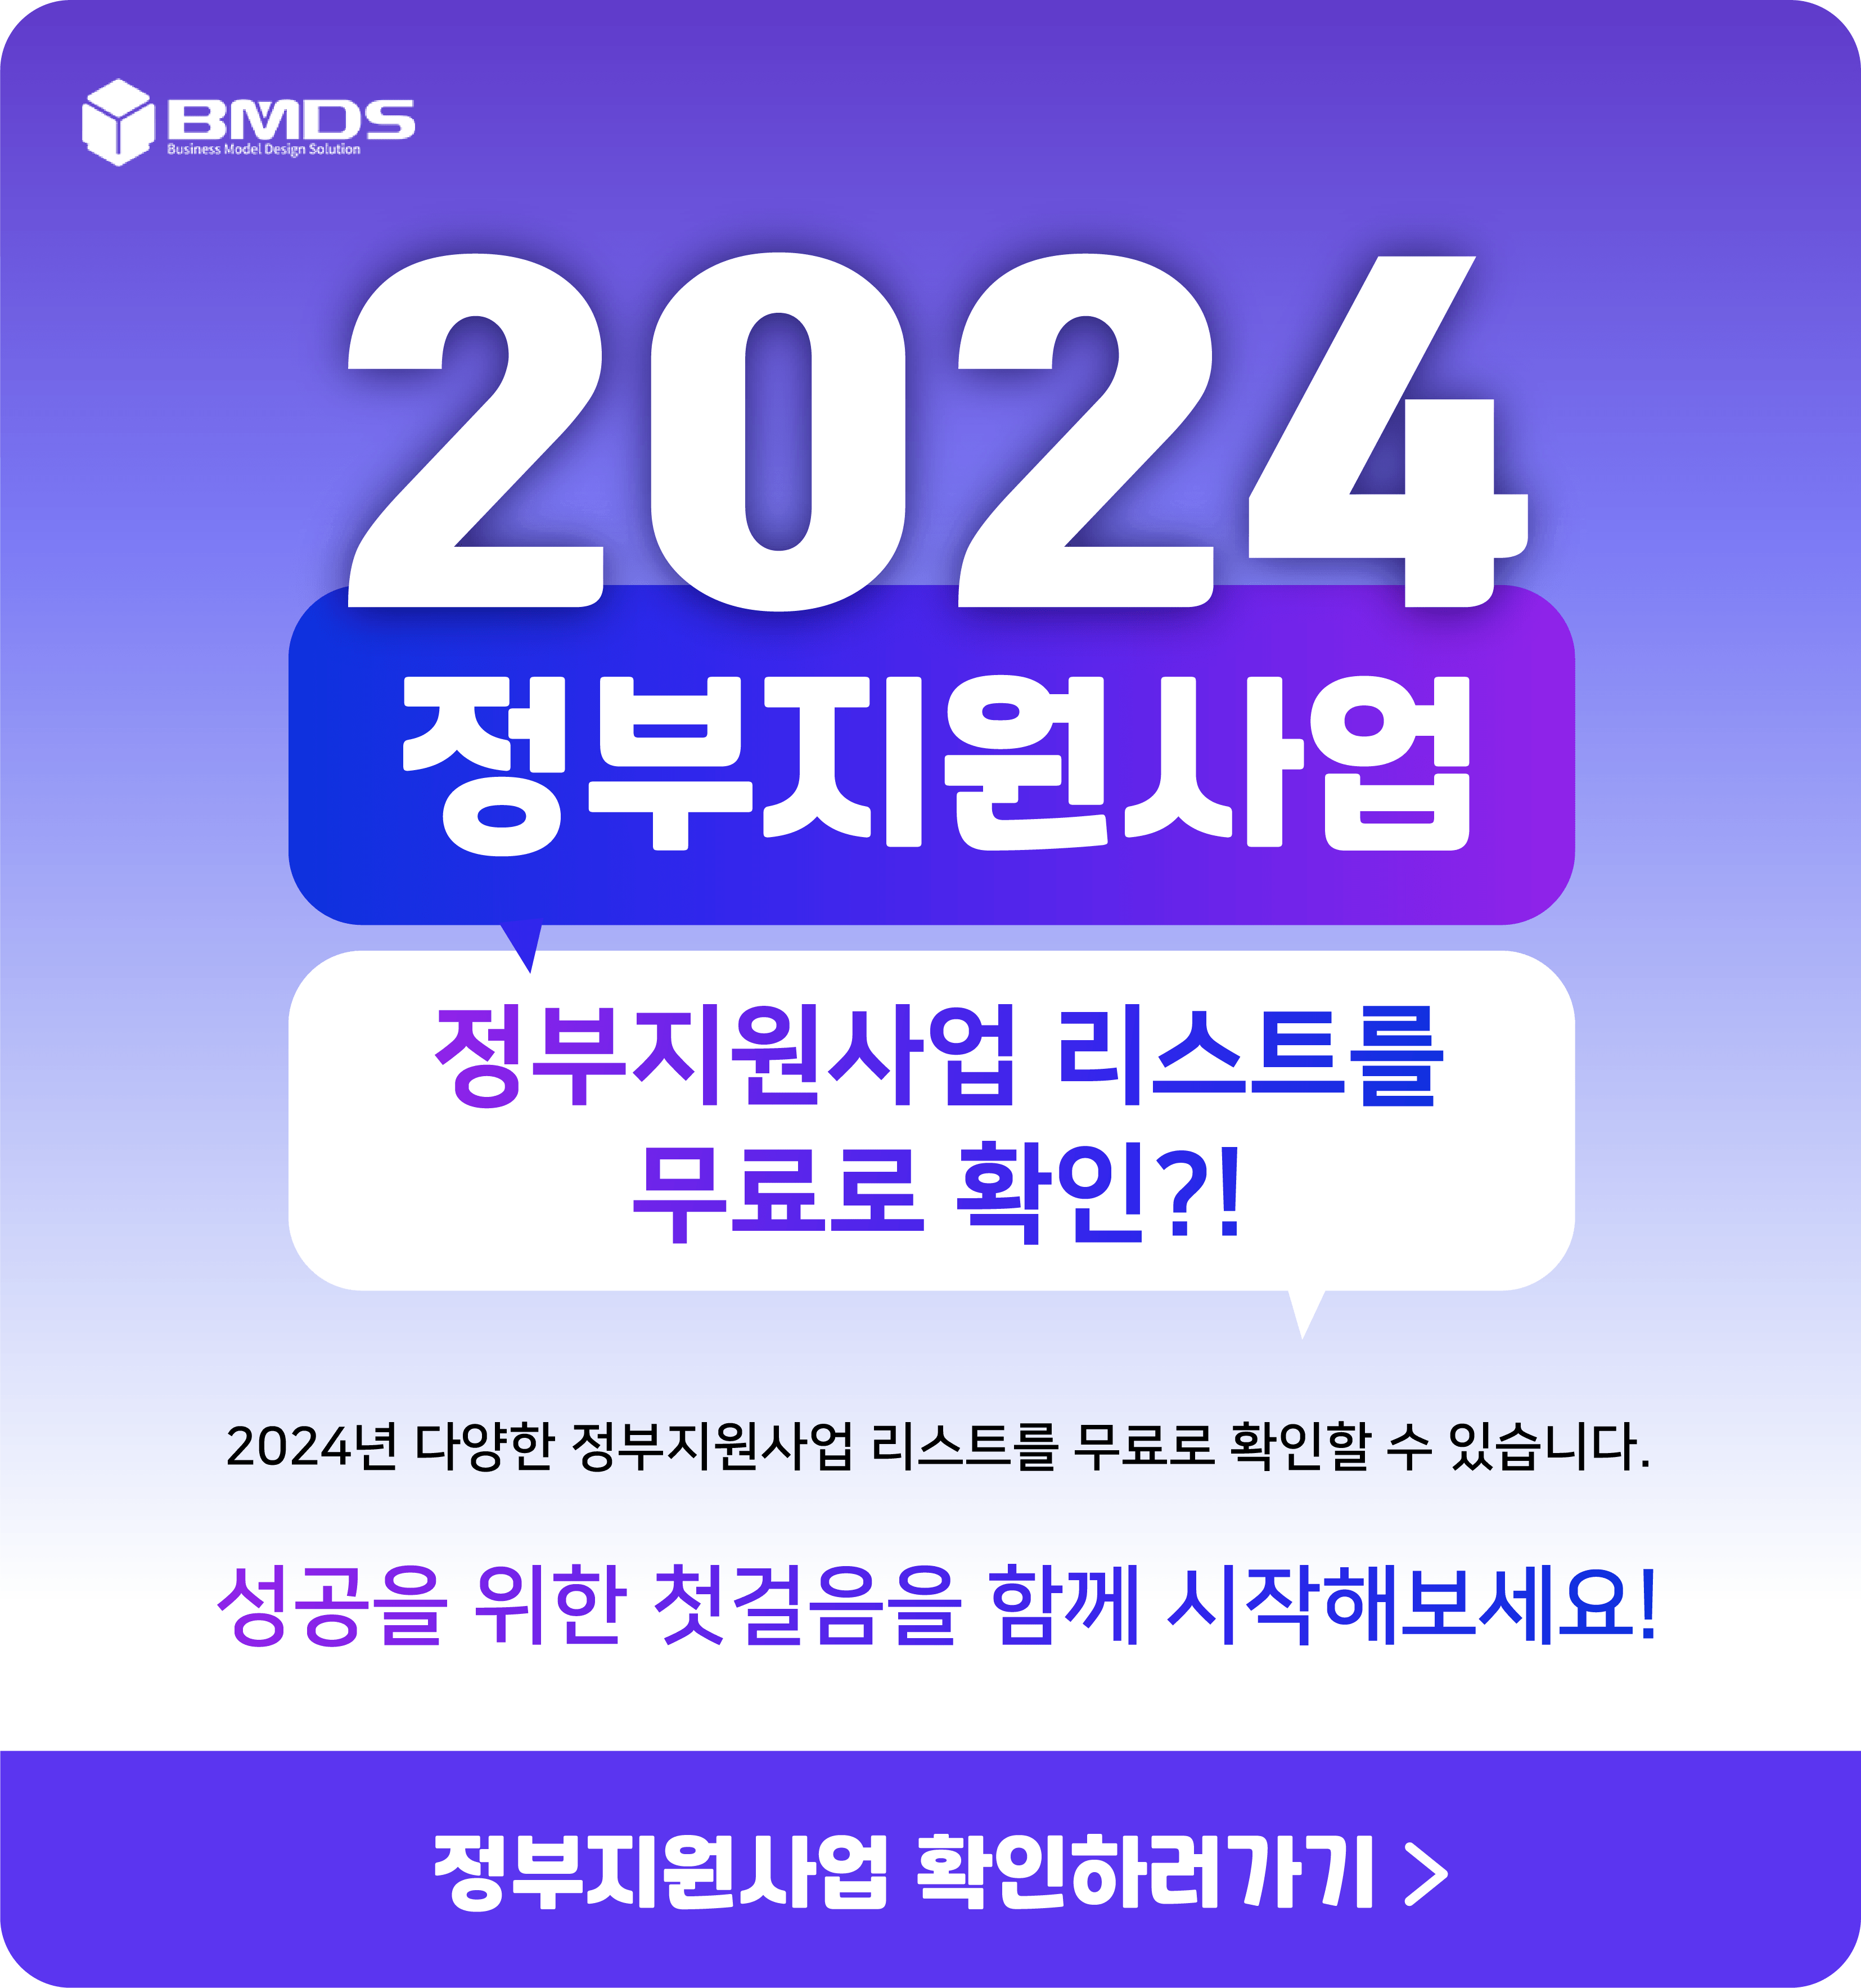 BMDS
Business Model Design Solution
2024
정부지원사업
정부지원사업 리스트를
무료로 확인?!
2024년 다양한 정부지원사업 리스트를 무료로 확인할 수 있습니다.
성공을 위한 첫걸음을 함께 시작해보세요!
정부지원사업 확인하러가기 >